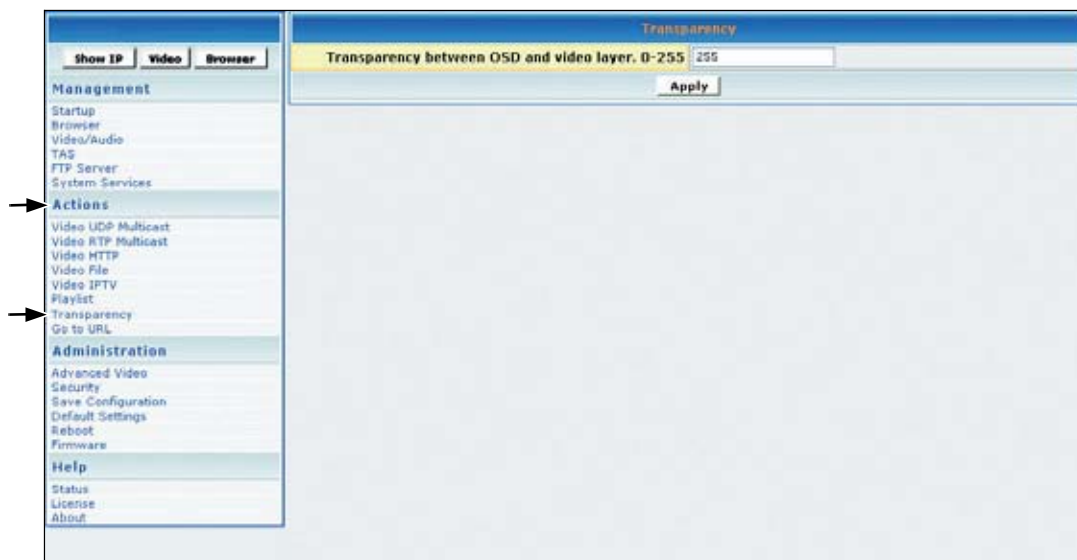 Show IP Video Browser
Management
Startup
Browser
Video/Audio
TAS
FTP Server
System Services
Actions
Video UDP Multicast
Video RTP Multicast
Video HTTP
Video File
Video IPTV
Playlist
Transparency
Go to URL
Administration
Advanced Video
Security
Save Configuration
Default Settings
Reboot
Firmware
Help
Status
License
About
Transparency
Transparency between OSD and video layer. 0-255 255
Apply